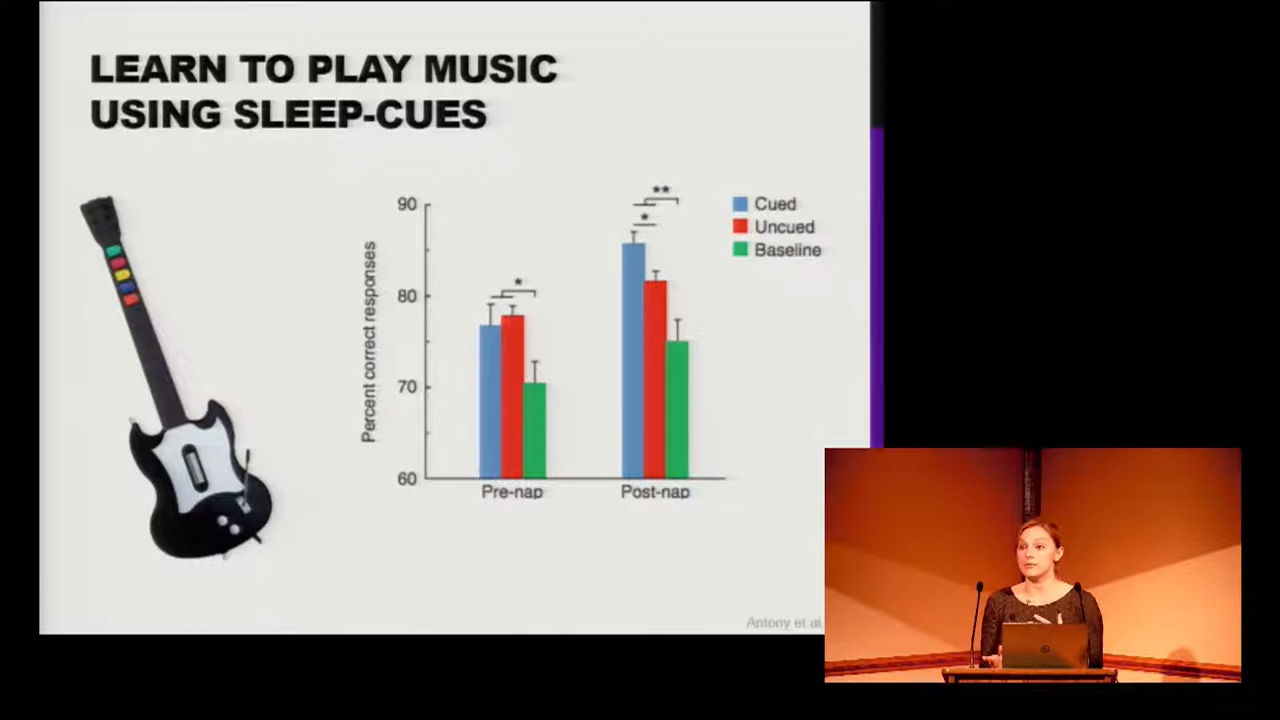 LEARN TO PLAY MUSIC
USING SLEEP-CUES
90
80
70
60
Percent correct responses
*
**
*
Pre-nap
Post-nap
Cued
Uncued
Baseline
Antony et al